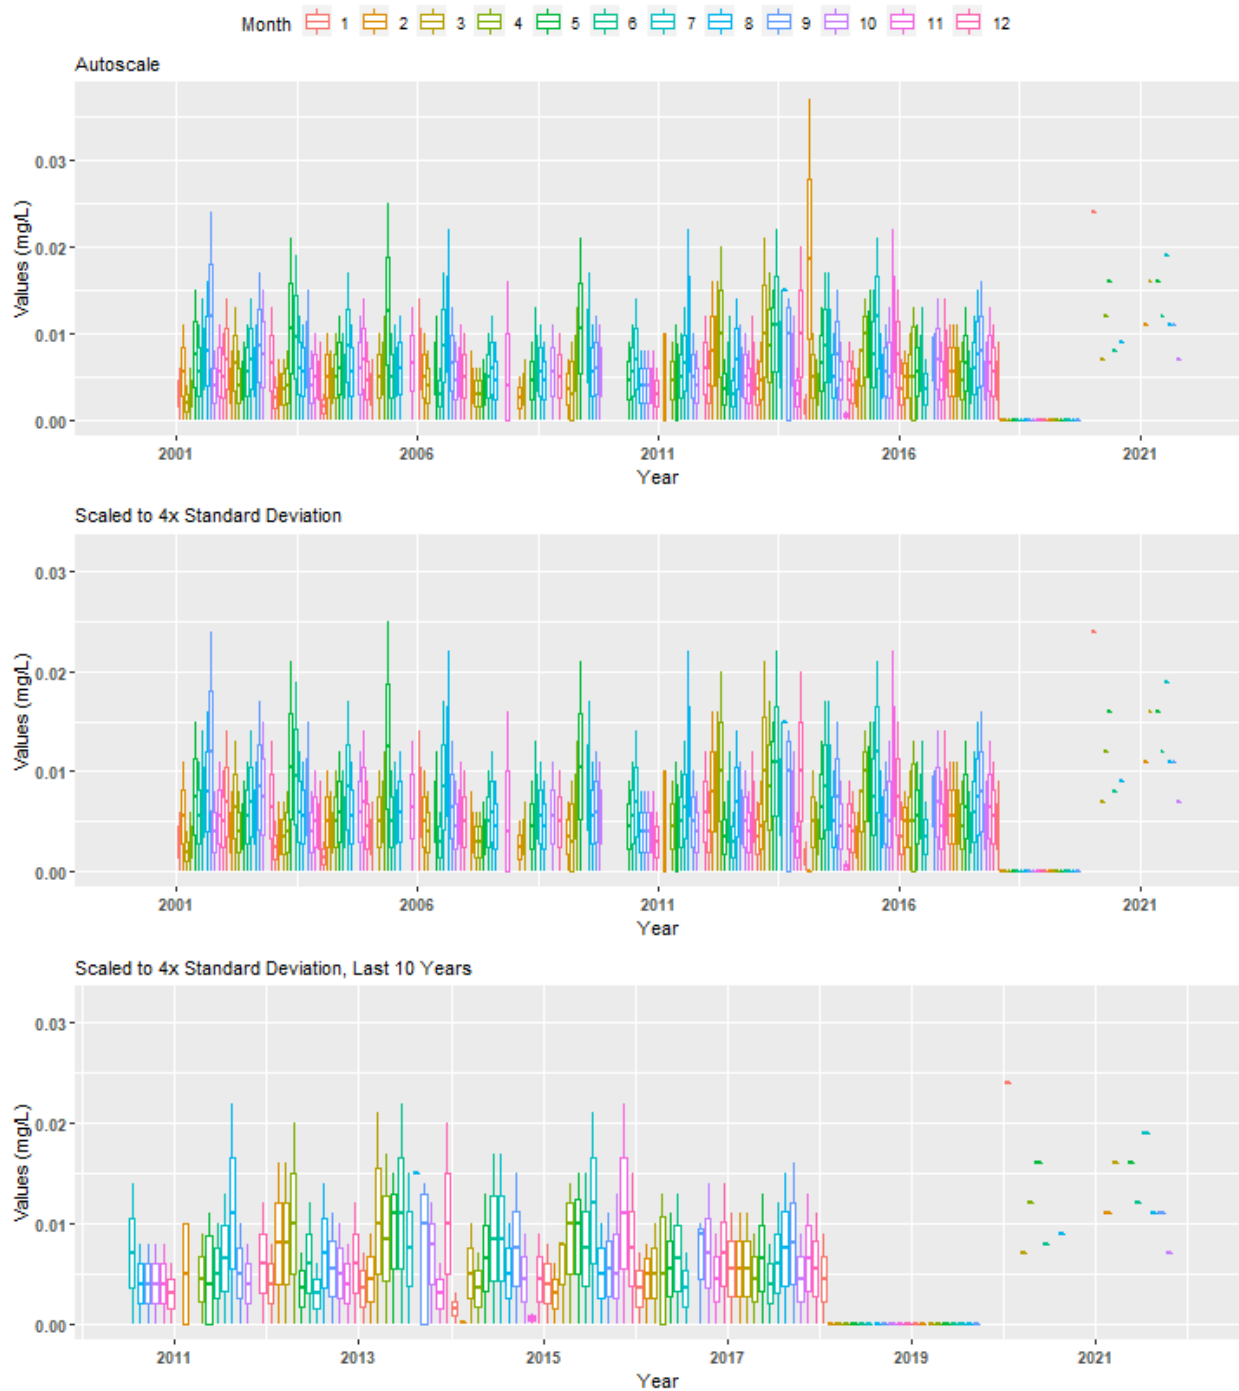 Month 1 2 3 4 5 6 7 8 9 10 11 12
Autoscale
0.03
0.02
0.01
0.00
Values (mg/L)
2001 2006 2011 2016 2021
Year
Scaled to 4x Standard Deviation
0.03
0.02
0.01
0.00
Values (mg/L)
2001 2006 2011 2016 2021
Year
Scaled to 4x Standard Deviation, Last 10 Years
0.03
0.02
0.01
0.00
Values (mg/L)
2011 2013 2015 2017 2019 2021
Year